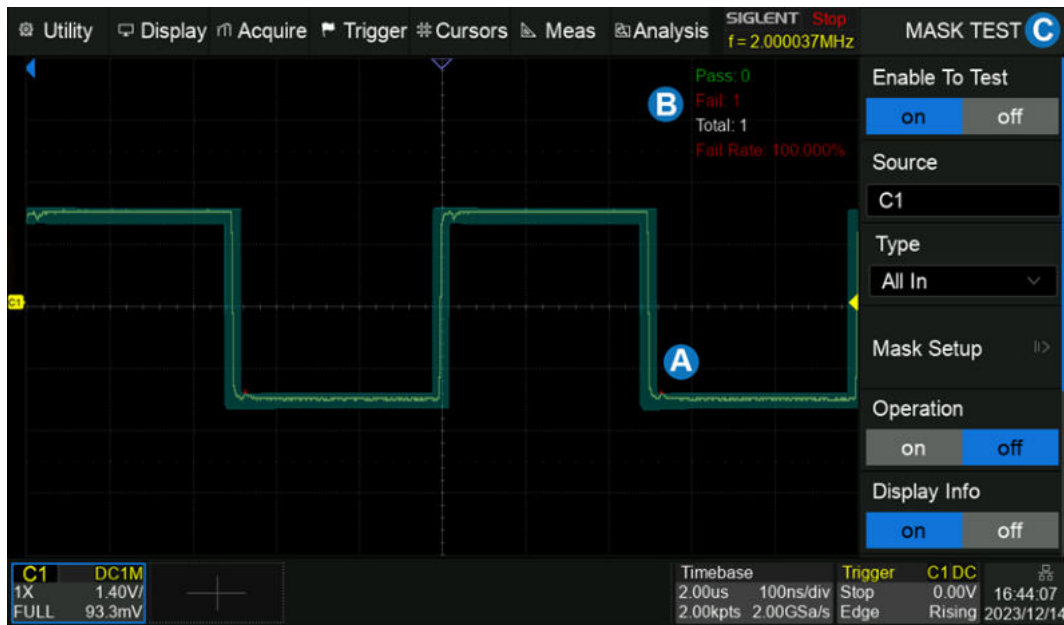 Utility Display Acquire Trigger Cursors Meas Analysis
SIGLENT Stop
f = 2.000037MHz
MASK TEST C
Pass: 0
Fail: 1
Total: 1
Fail Rate: 100.000%
B
A
C1
Enable To Test
on off
Source
C1
Type
All In
Mask Setup
Operation
on off
Display Info
on off
C1 DC1M
1X 1.40V/
FULL 93.3mV
Timebase
2.00us 100ns/div
2.00kpts 2.00GSa/s
Trigger C1 DC
Stop 0.00V
Edge Rising
16:44:07
2023/12/14